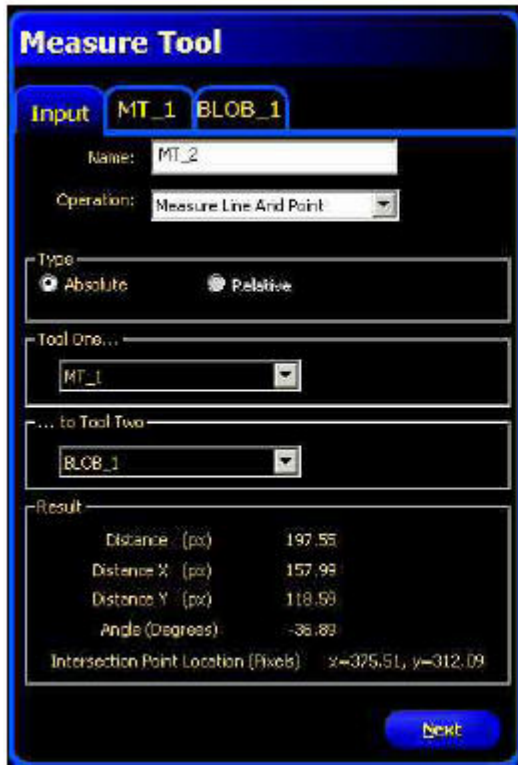 Measure Tool
Input MT_1 BLOB_1
Name: MT_2
Operation: Measure Line And Point
Type
Absolute Relative
Tool One...
MT_1
... to Tool Two
BLOB_1
Result
Distance (px) 197.55
Distance X (px) 157.99
Distance Y (px) 118.59
Angle (Degrees) -36.89
Intersection Point Location (Pixels) x=375.51, y=312.09
Next